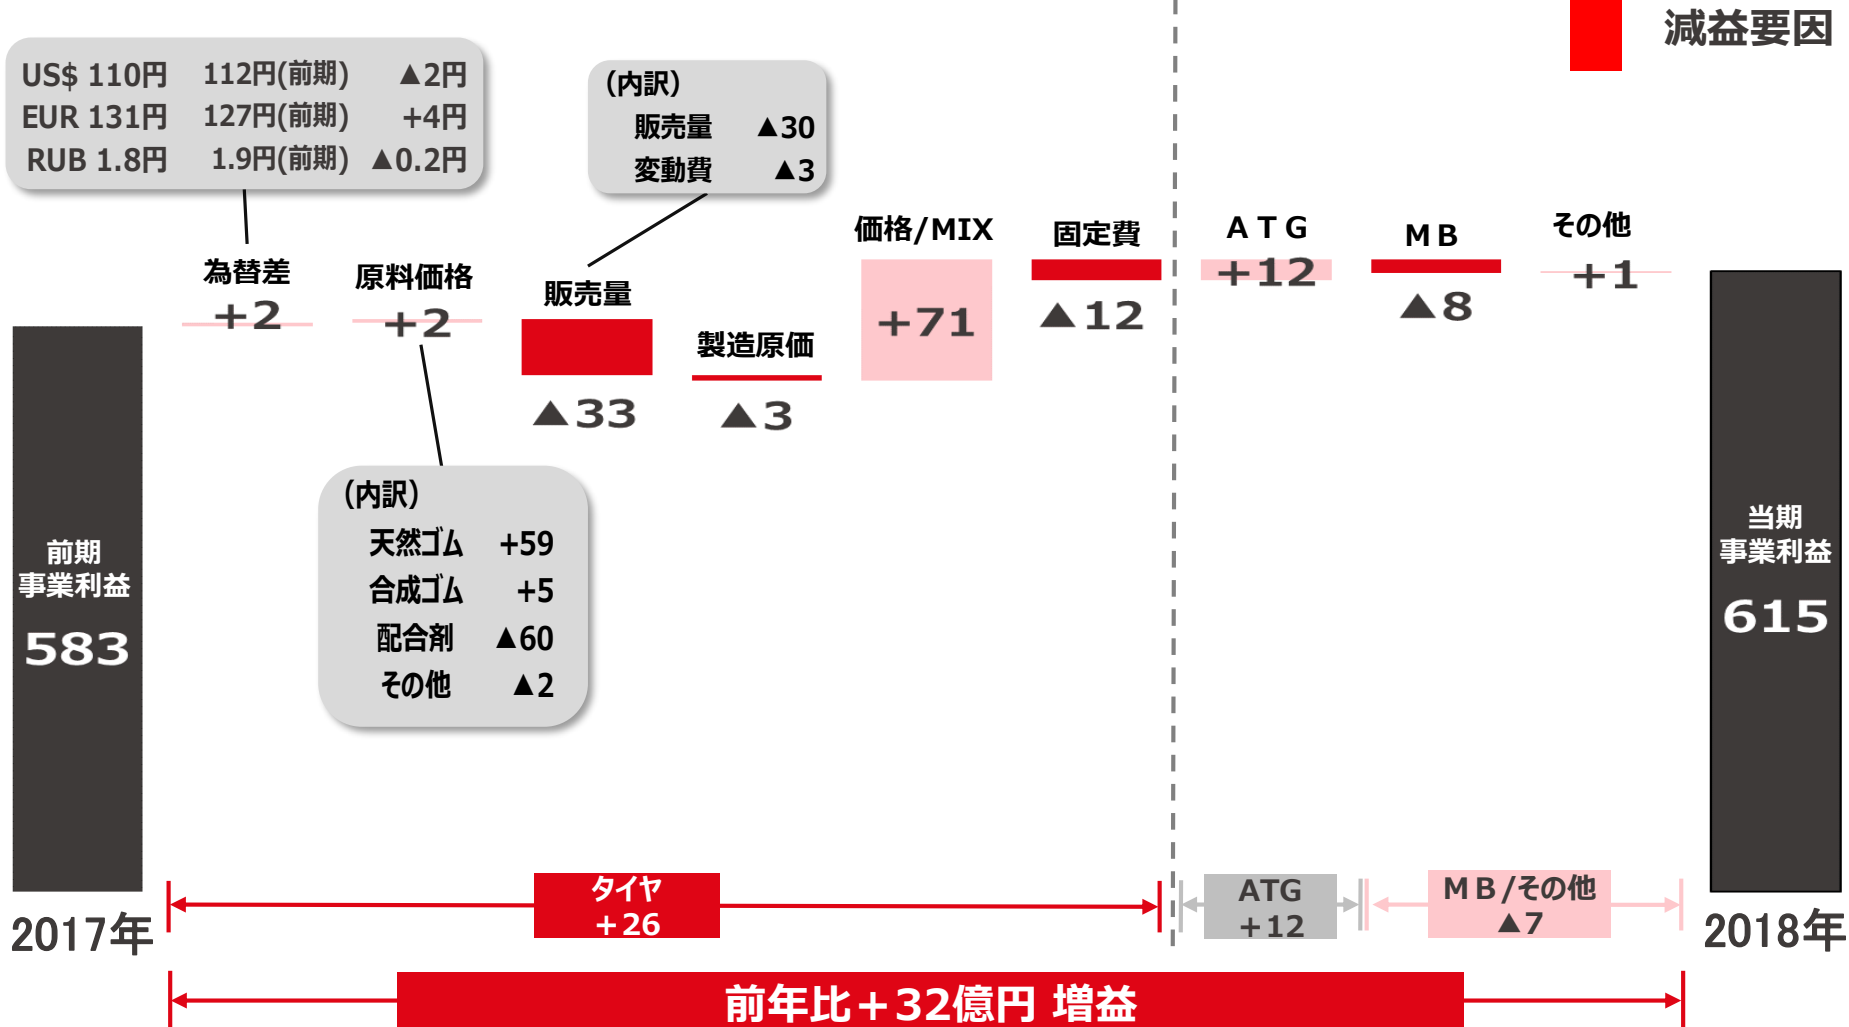 減益要因
US$ 110円 112円(前期) ▲2円
EUR 131円 127円(前期) +4円
RUB 1.8円 1.9円(前期) ▲0.2円
(内訳)
販売量 ▲30
変動費 ▲3
為替差
+2
原料価格
+2
販売量
▲33
製造原価
▲3
価格/MIX
+71
固定費
▲12
ATG
+12
MB
▲8
その他
+1
(内訳)
天然ゴム +59
合成ゴム +5
配合剤 ▲60
その他 ▲2
前期
事業利益
583
当期
事業利益
615
2017年
タイヤ
+26
ATG
+12
MB/その他
▲7
2018年
前年比+32億円 増益